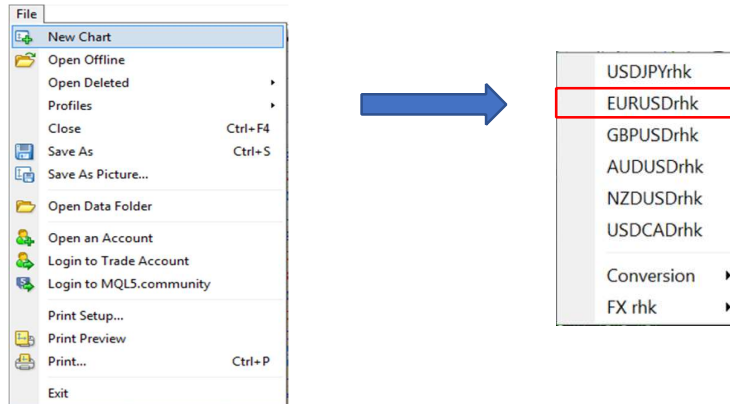 File
New Chart
Open Offline
Open Deleted
Profiles
Close Ctrl+F4
Save As Ctrl+S
Save As Picture...
Open Data Folder
Open an Account
Login to Trade Account
Login to MQL5.community
Print Setup...
Print Preview
Print... Ctrl+P
Exit
USDJPYrhk
EURUSDrhk
GBPUSDrhk
AUDUSDrhk
NZDUSDrhk
USDCADrhk
Conversion
FX rhk